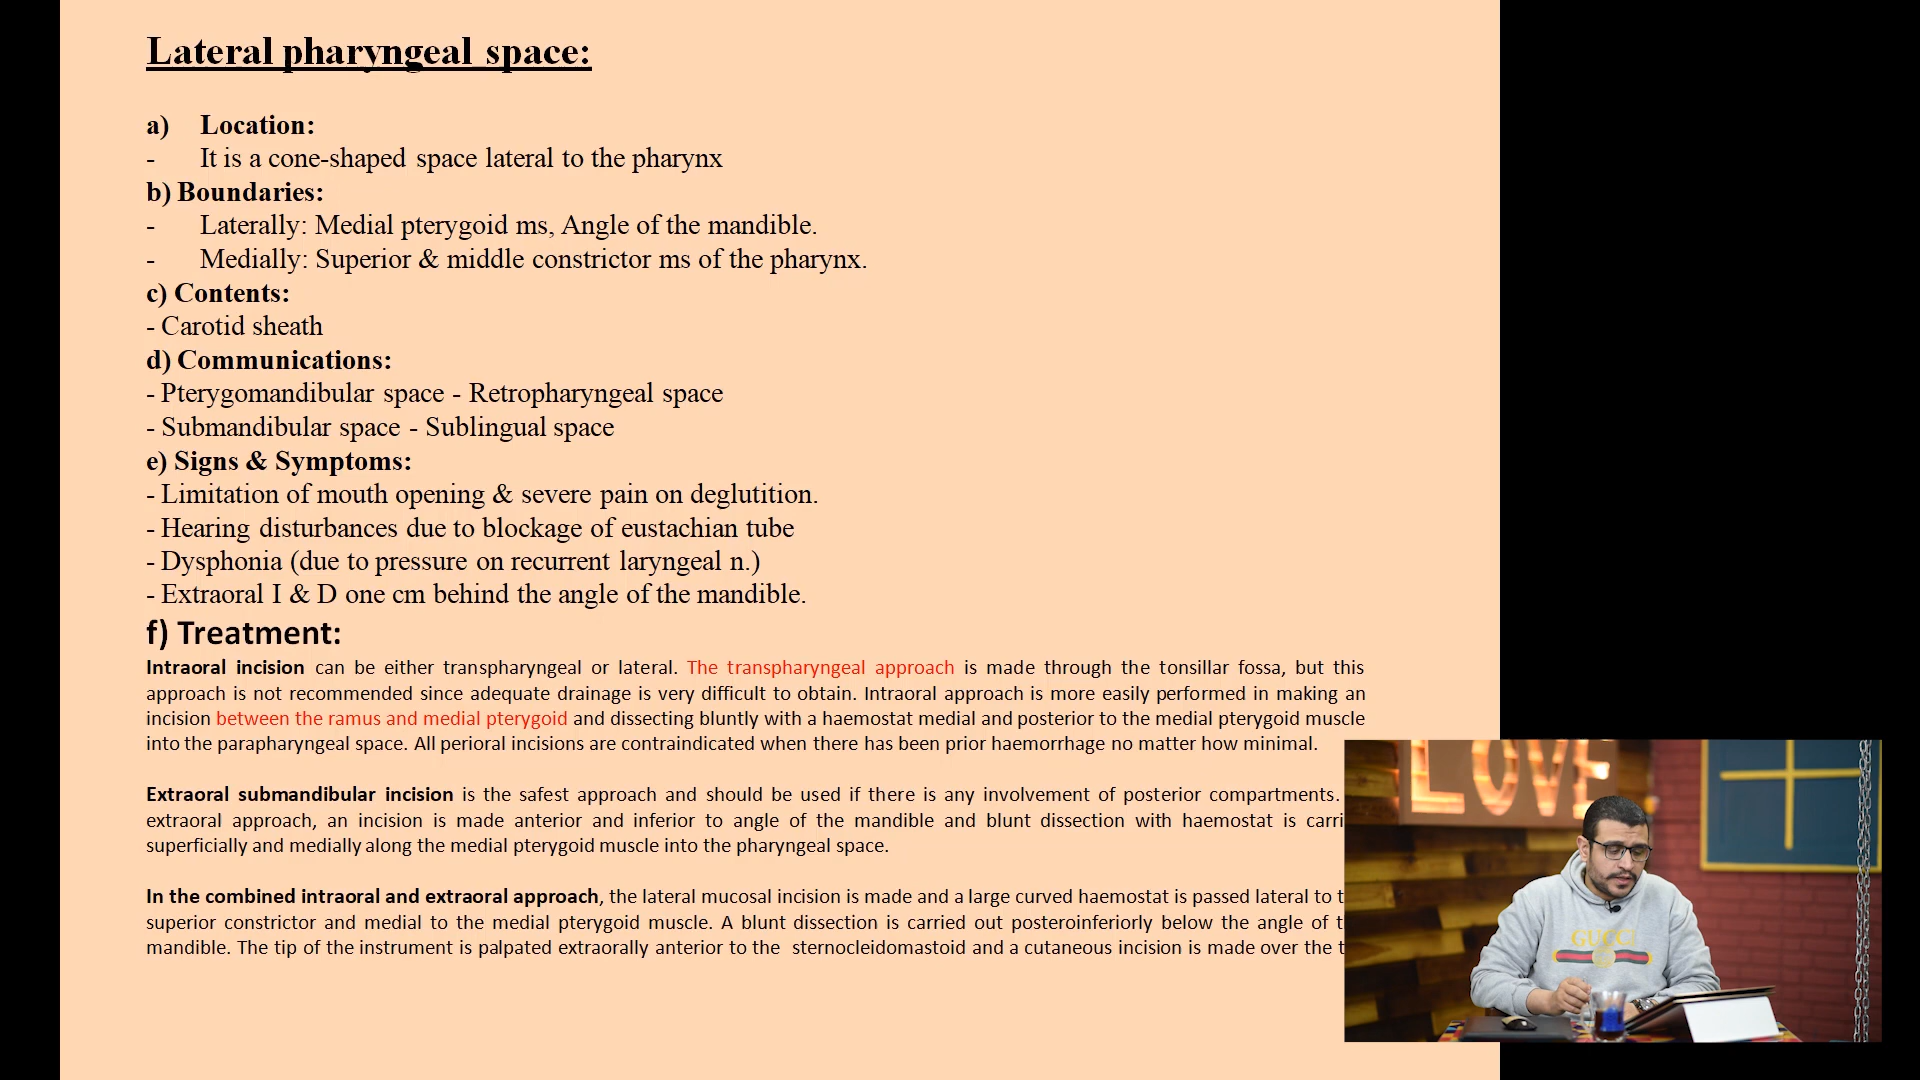 Lateral pharyngeal space:
a) Location:
- It is a cone-shaped space lateral to the pharynx
b) Boundaries:
- Laterally: Medial pterygoid ms, Angle of the mandible.
- Medially: Superior & middle constrictor ms of the pharynx.
c) Contents:
- Carotid sheath
d) Communications:
- Pterygomandibular space - Retropharyngeal space
- Submandibular space - Sublingual space
e) Signs & Symptoms:
- Limitation of mouth opening & severe pain on deglutition.
- Hearing disturbances due to blockage of eustachian tube
- Dysphonia (due to pressure on recurrent laryngeal n.)
- Extraoral I & D one cm behind the angle of the mandible.
f) Treatment:
Intraoral incision can be either transpharyngeal or lateral. The transpharyngeal approach is made through the tonsillar fossa, but this
approach is not recommended since adequate drainage is very difficult to obtain. Intraoral approach is more easily performed in making an
incision between the ramus and medial pterygoid and dissecting bluntly with a haemostat medial and posterior to the medial pterygoid muscle
into the parapharyngeal space. All perioral incisions are contraindicated when there has been prior haemorrhage no matter how minimal.
Extraoral submandibular incision is the safest approach and should be used if there is any involvement of posterior compartments.
extraoral approach, an incision is made anterior and inferior to angle of the mandible and blunt dissection with haemostat is
superficially and medially along the medial pterygoid muscle into the pharyngeal space.
In the combined intraoral and extraoral approach, the lateral mucosal incision is made and a large curved haemostat is passed lateral to
superior constrictor and medial to the medial pterygoid muscle. A blunt dissection is carried out posteroinferiorly below the angle of
mandible. The tip of the instrument is palpated extraorally anterior to the sternocleidomastoid and a cutaneous incision is made over the
LOVE
GUCCI